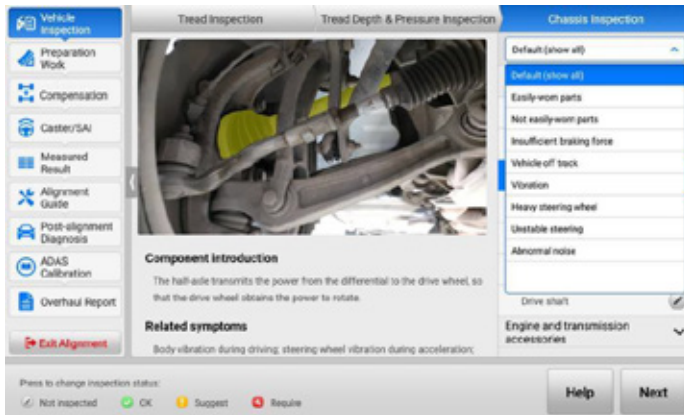 Vehicle
Inspection
Preparation
Work
Compensation
Caster/SAI
Measured
Result
Alignment
Guide
Post-alignment
Diagnosis
ADAS
Calibration
Overhaul Report
Exit Alignment
Tread Inspection
Tread Depth & Pressure Inspection
Chassis Inspection
Component introduction
The half-axle transmits the power from the differential to the drive wheel, so
that the drive wheel obtains the power to rotate.
Related symptoms
Body vibration during driving; steering wheel vibration during acceleration;
Default (show all)
Default (show all)
Easily-worn parts
Not easily-worn parts
Insufficient braking force
Vehicle off track
Vibration
Heavy steering wheel
Unstable steering
Abnormal noise
Drive shaft
Engine and transmission
accessories
Press to change inspection status:
Not inspected
OK
Suggest
Require
Help
Next